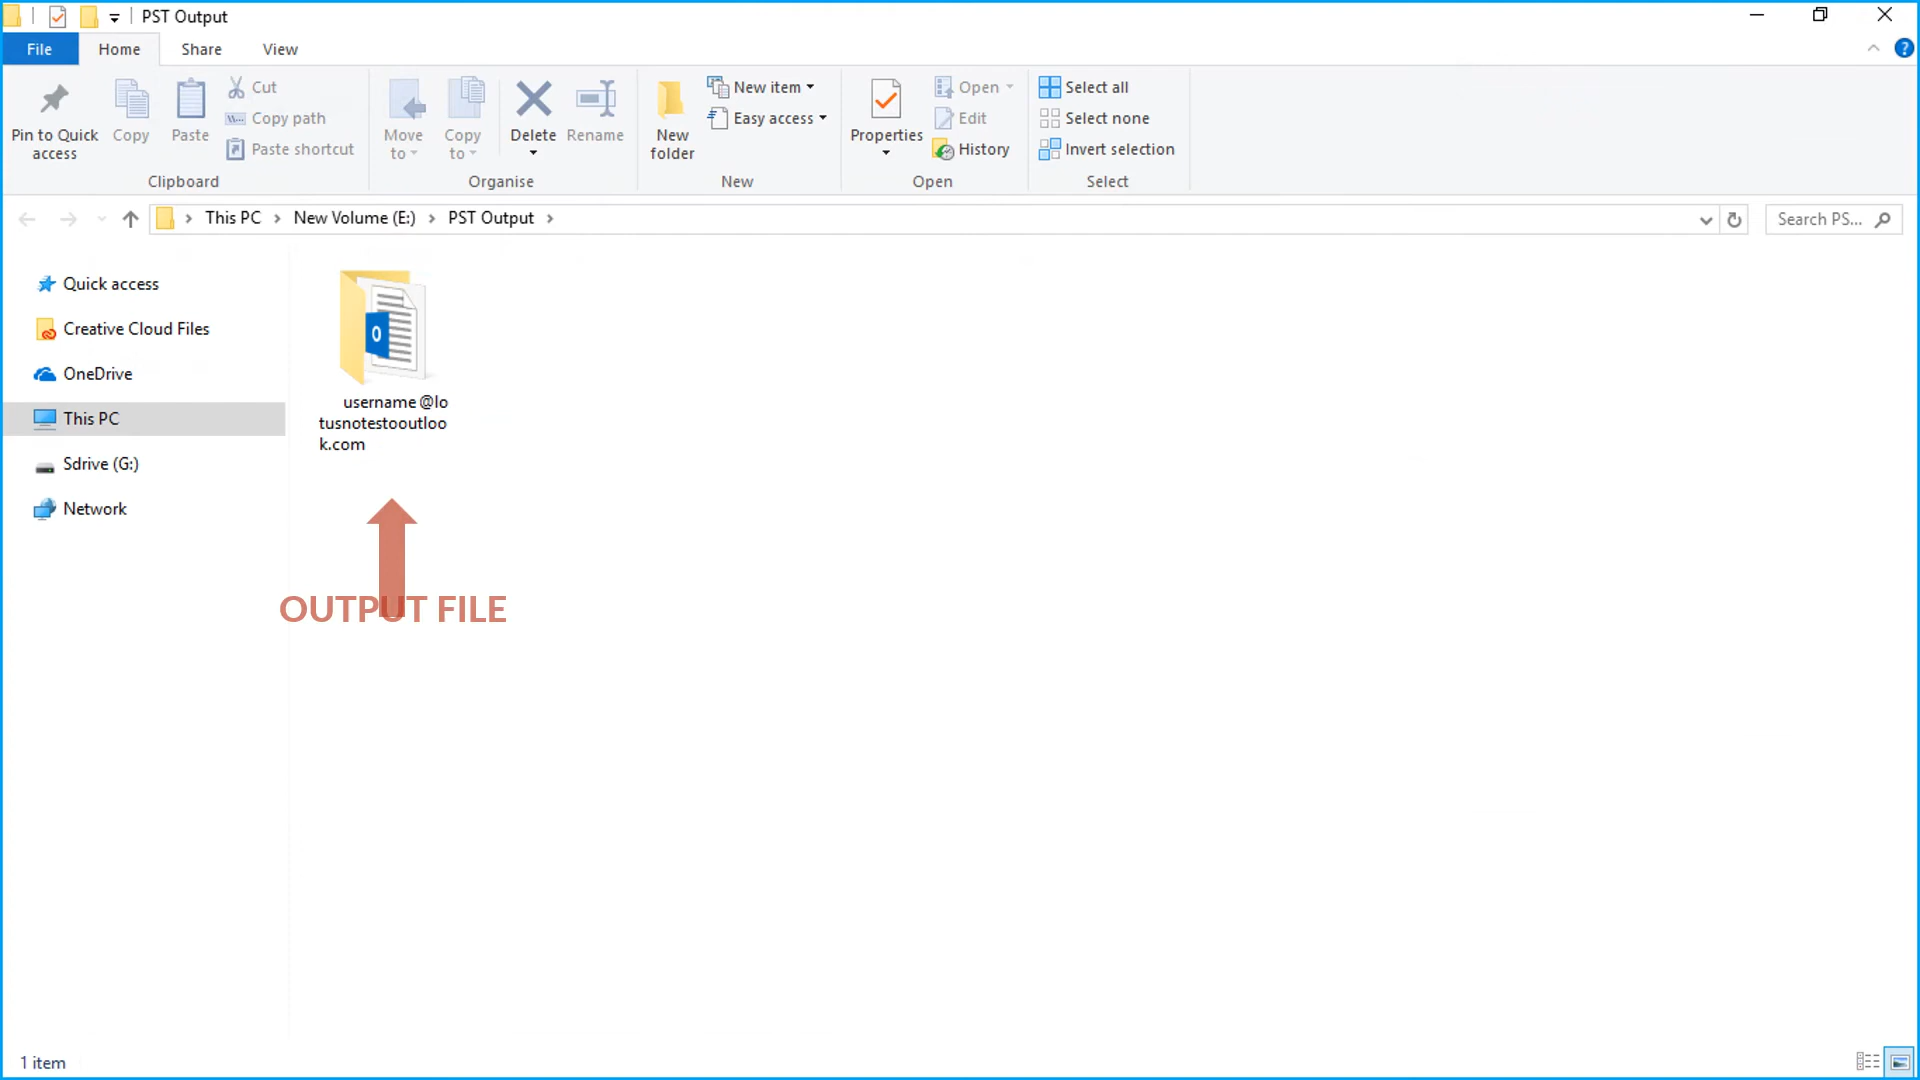 PST Output
File Home Share View
Pin to Quick access
Copy
Paste
Cut
Copy path
Paste shortcut
Clipboard
Move to
Copy to
Delete
Rename
Organise
New folder
New item
Easy access
New
Properties
Open
Edit
History
Open
Select all
Select none
Invert selection
Select
This PC > New Volume (E:) > PST Output >
Search PS...
Quick access
Creative Cloud Files
OneDrive
This PC
Sdrive (G:)
Network
username@lo
tusnotestooutloo
k.com
OUTPUT FILE
1 item